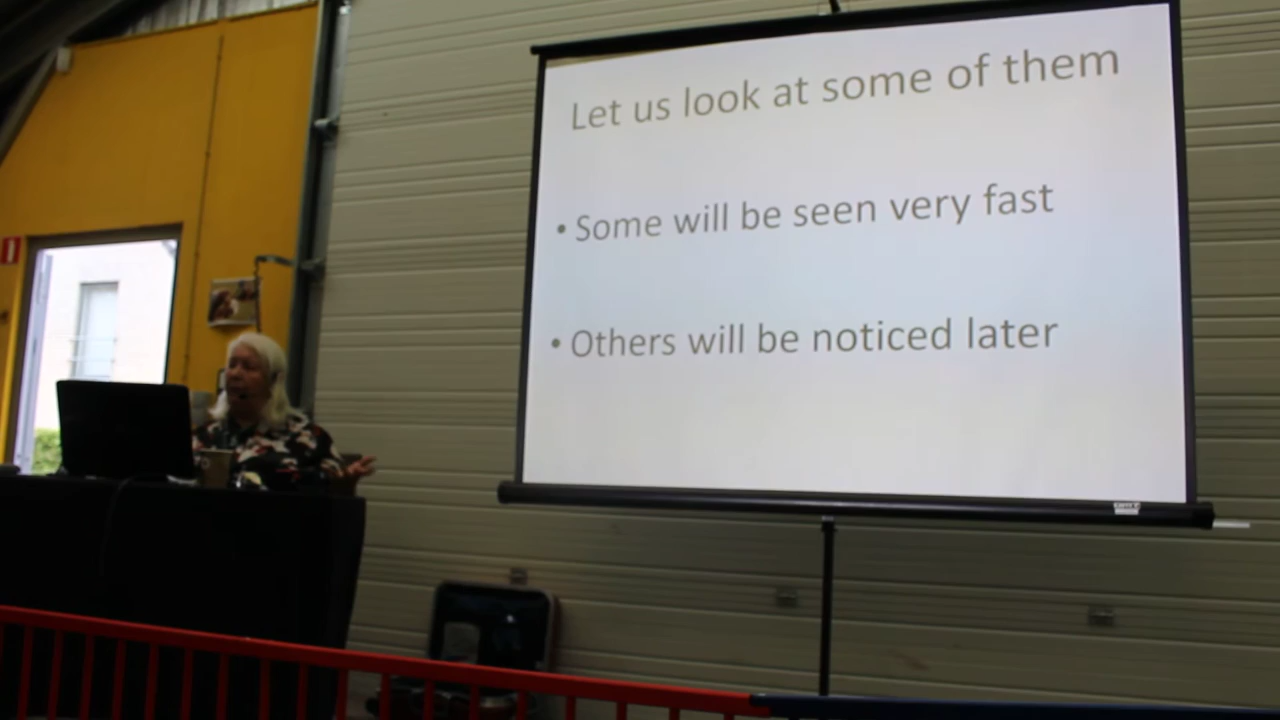 Let us look at some of them
• Some will be seen very fast
• Others will be noticed later